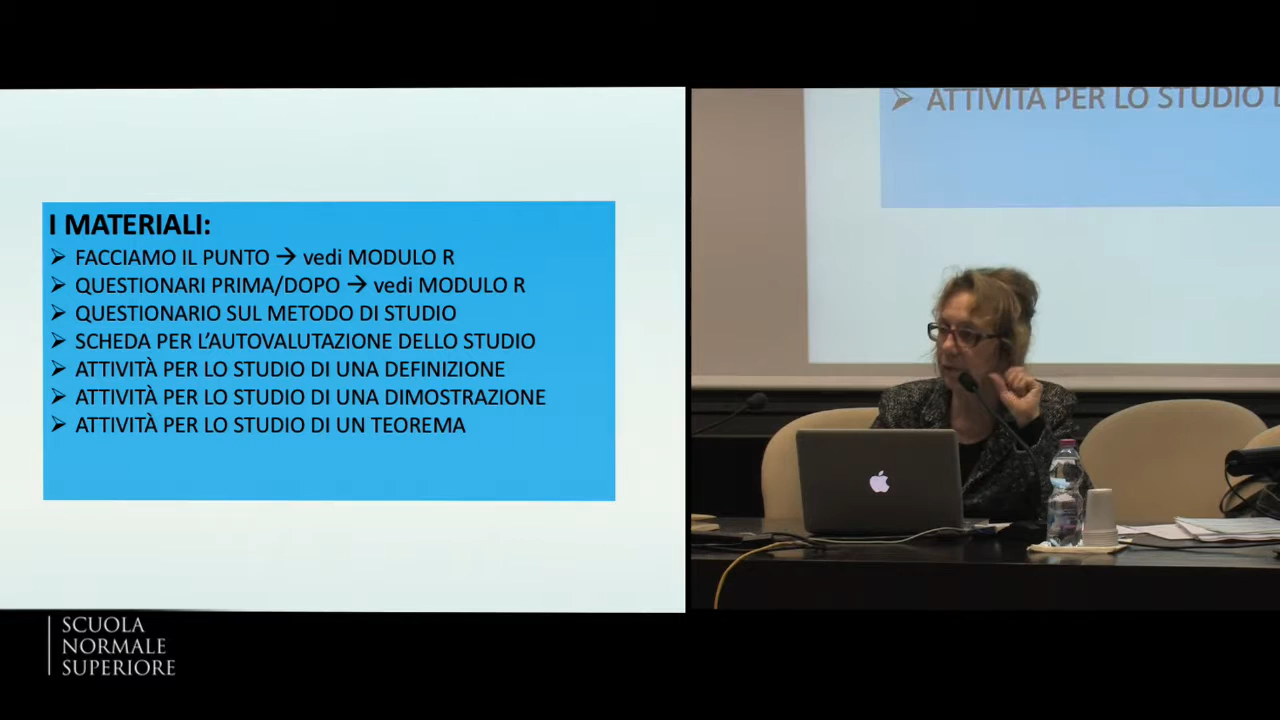 I MATERIALI:
➢ FACCIAMO IL PUNTO → vedi MODULO R
➢ QUESTIONARI PRIMA/DOPO → vedi MODULO R
➢ QUESTIONARIO SUL METODO DI STUDIO
➢ SCHEDA PER L’AUTOVALUTAZIONE DELLO STUDIO
➢ ATTIVITÀ PER LO STUDIO DI UNA DEFINIZIONE
➢ ATTIVITÀ PER LO STUDIO DI UNA DIMOSTRAZIONE
➢ ATTIVITÀ PER LO STUDIO DI UN TEOREMA
➢ ATTIVITÀ PER LO STUDIO
SCUOLA
NORMALE
SUPERIORE